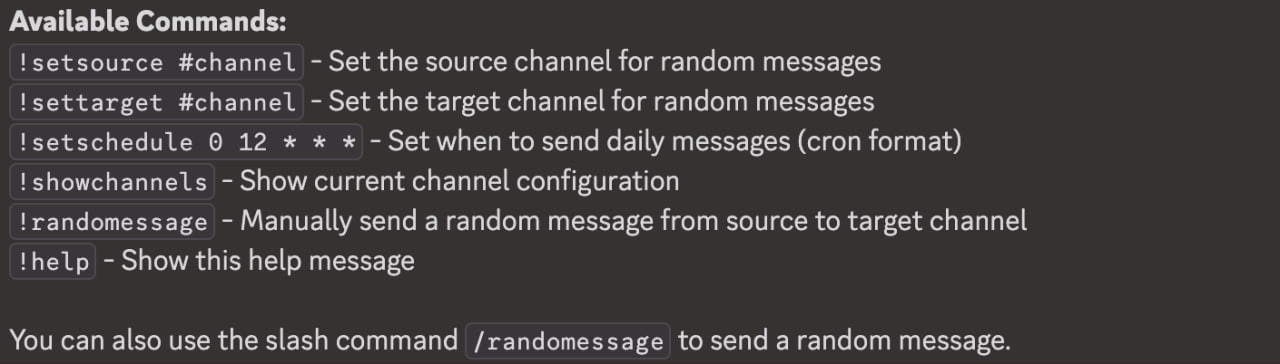 Available Commands:
!setsource #channel - Set the source channel for random messages
!settarget #channel - Set the target channel for random messages
!setschedule 0 12 * * * - Set when to send daily messages (cron format)
!showchannels - Show current channel configuration
!randomessage - Manually send a random message from source to target channel
!help - Show this help message
You can also use the slash command /randomessage to send a random message.